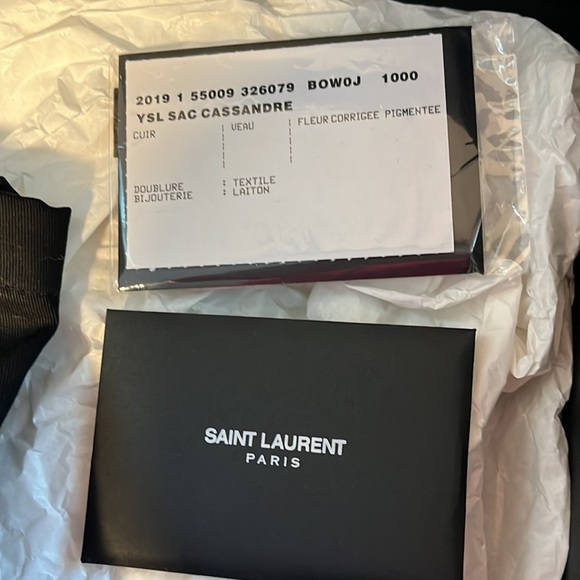 2019 1 55009 326079 BOW0J 1000
YSL SAC CASSANDRE
CUIR | VEAU | FLEUR CORRIGEE PIGMENTEE
DOUBLURE : TEXTILE
BIJOUTERIE : LAITON
SAINT LAURENT
PARIS